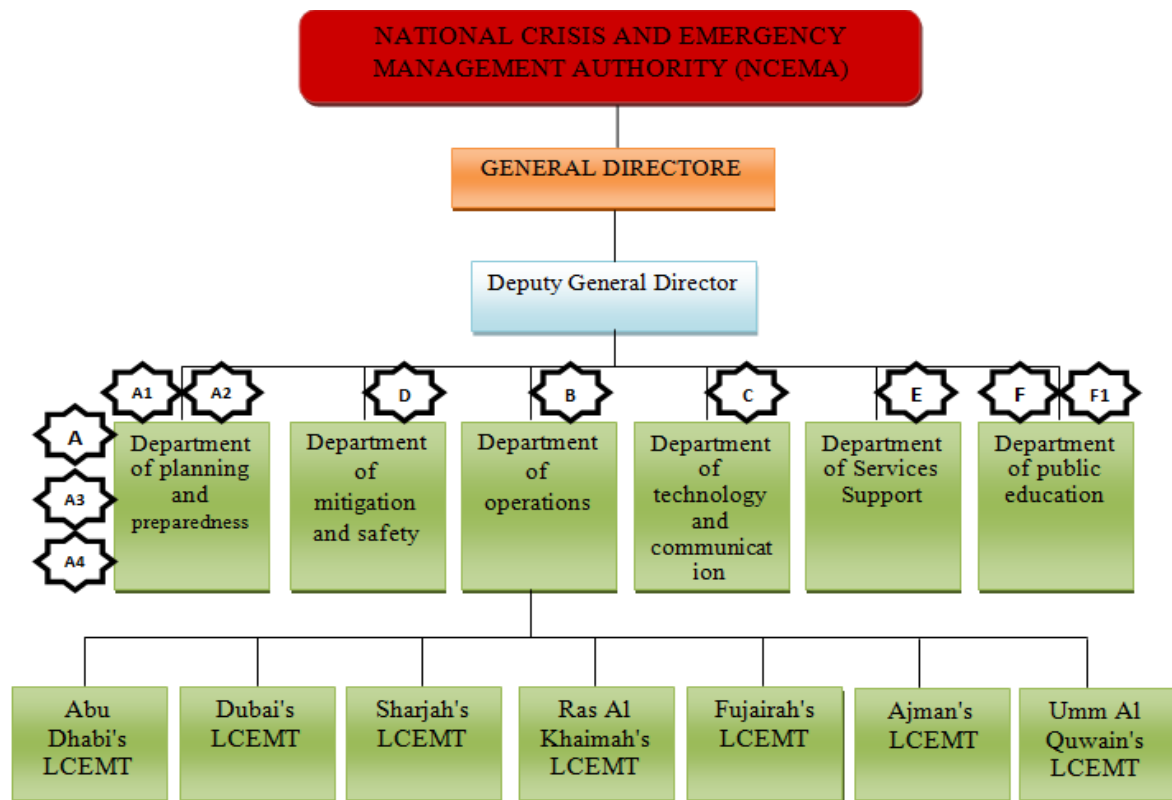 NATIONAL CRISIS AND EMERGENCY
MANAGEMENT AUTHORITY (NCEMA)
GENERAL DIRECTORE
Deputy General Director
A1
A2
D
B
C
E
F
F1
A
A3
A4
Department
of planning
and
preparedness
Department
of
mitigation
and safety
Department
of
operations
Department
of
technology
and
communicat
ion
Department
of Services
Support
Department
of public
education
Abu
Dhabi's
LCEMT
Dubai's
LCEMT
Sharjah's
LCEMT
Ras Al
Khaimah's
LCEMT
Fujairah's
LCEMT
Ajman's
LCEMT
Umm Al
Quwain's
LCEMT